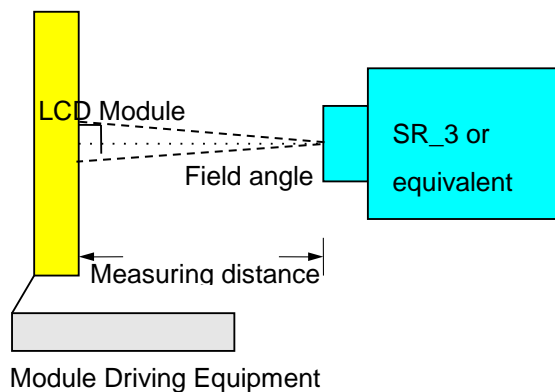 LCD Module
SR_3 or
equivalent
Field angle
Measuring distance
Module Driving Equipment